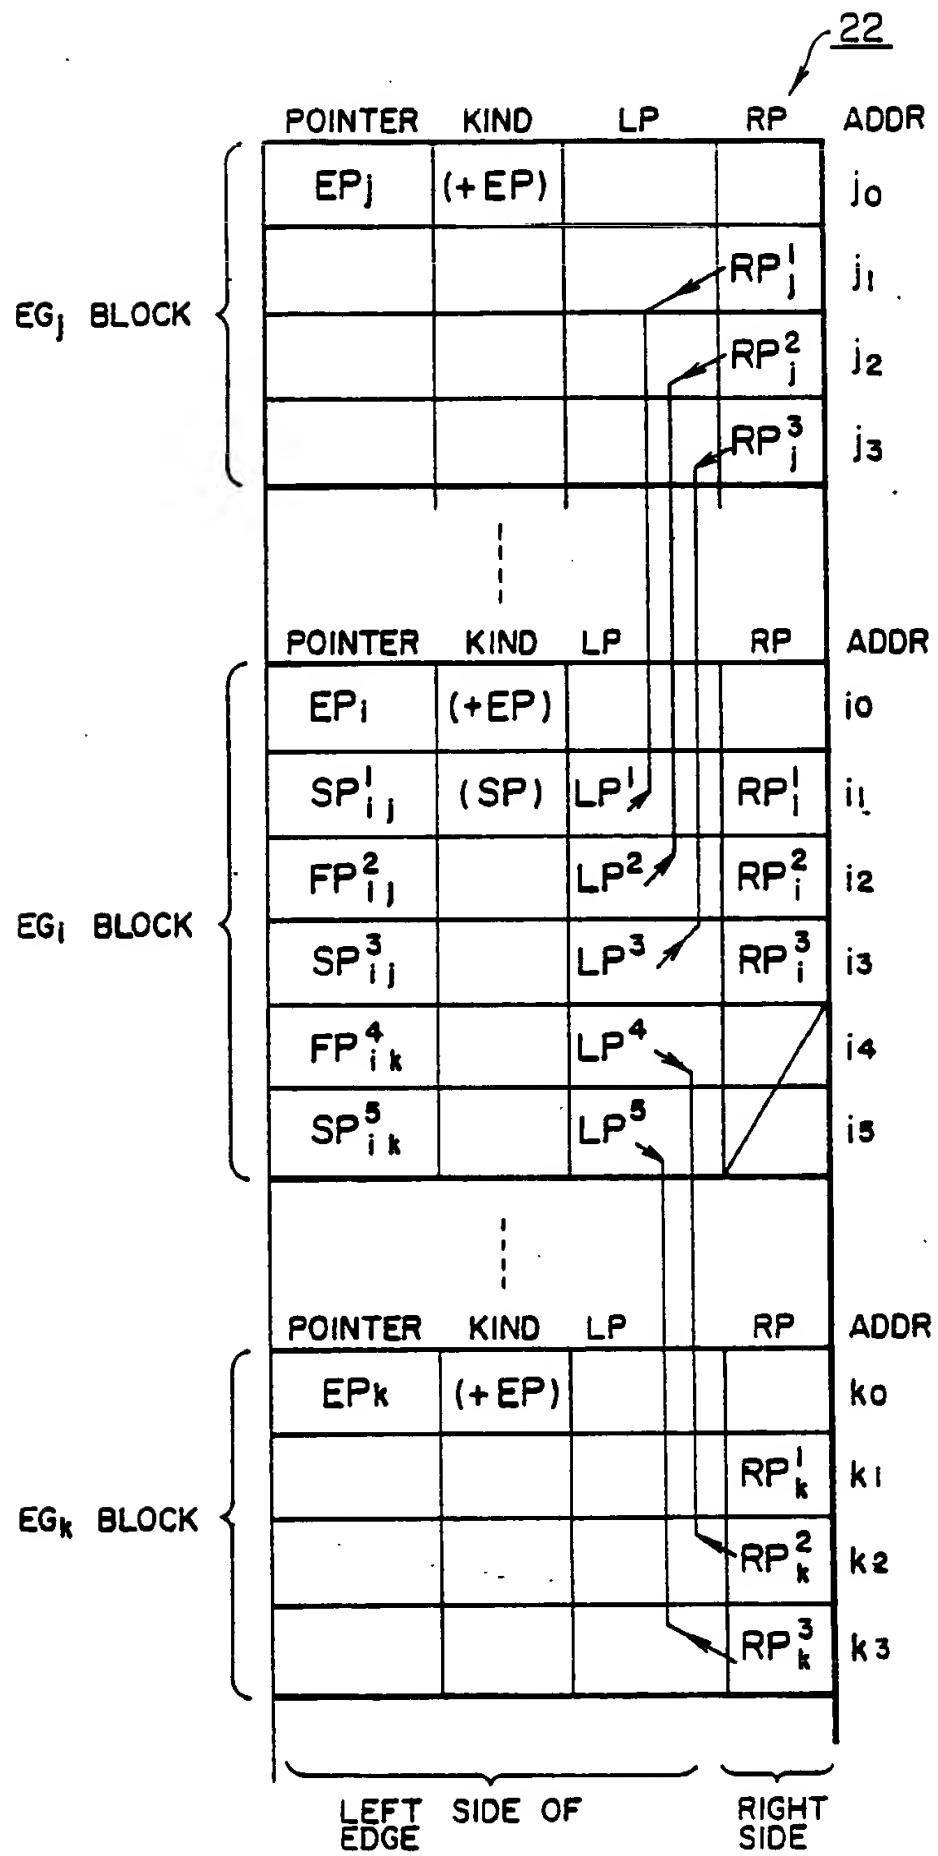 22
POINTER KIND LP RP ADDR
EPj (+EP) j0
RP¹j j1
EGj BLOCK
RP²j j2
RP³j j3
POINTER KIND LP RP ADDR
EPi (+EP) i0
SP¹ij (SP) LP¹ RP¹i i1
FP²ij LP² RP²i i2
EGi BLOCK
SP³ij LP³ RP³i i3
FP⁴ik LP⁴ i4
SP⁵ik LP⁵ i5
POINTER KIND LP RP ADDR
EPk (+EP) k0
RP¹k k1
EGk BLOCK
RP²k k2
RP³k k3
LEFT SIDE OF
EDGE
RIGHT
SIDE